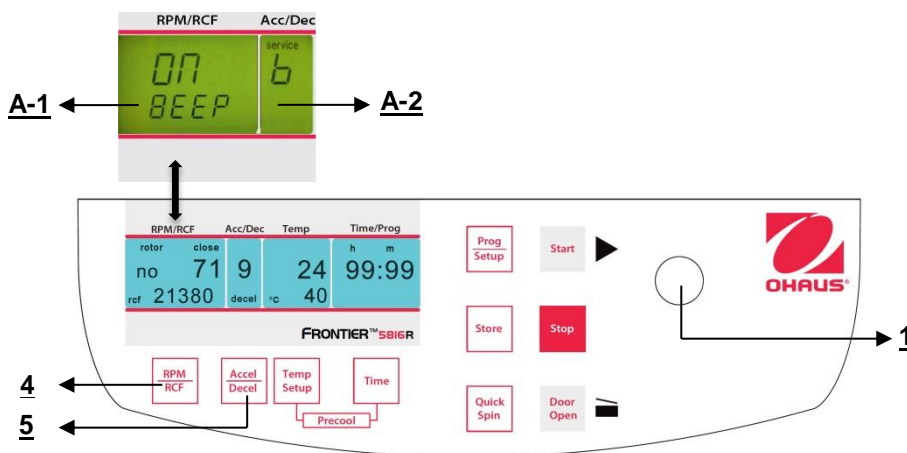 RPM/RCF Acc/Dec
service
ON b
BEEP
A-1 A-2
RPM/RCF Acc/Dec Temp Time/Prog
rotor close h m
no 71 9 24 99:99
rcf 21380 decel °C 40
FRONTIER™ 5816R
RPM
RCF
Accel
Decel
Temp
Setup
Time
Precool
4
5
Prog
Setup
Start
Store
Stop
Quick
Spin
Door
Open
OHAUS®
1